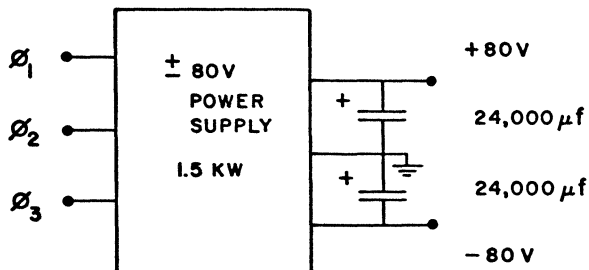 Ø1
Ø2
Ø3
± 80V
POWER
SUPPLY
1.5 KW
+80V
+
24,000 µf
+
24,000 µf
-80V